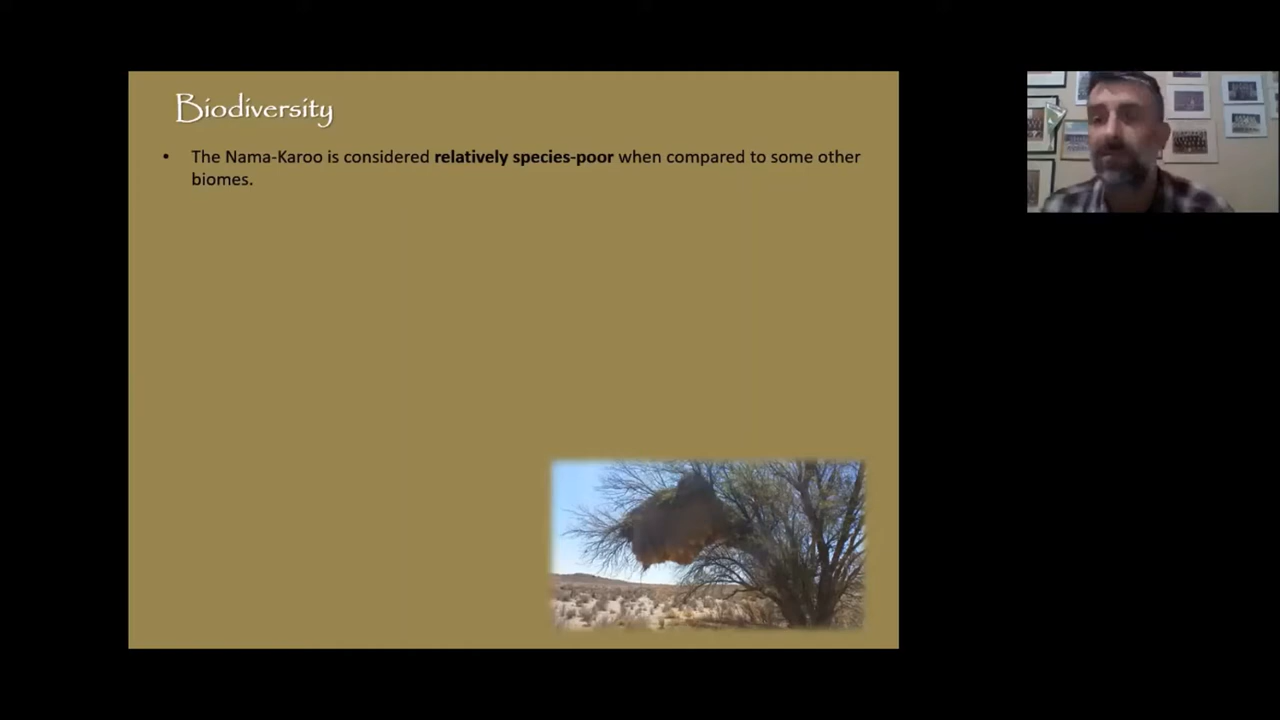 Biodiversity
• The Nama-Karoo is considered relatively species-poor when compared to some other
biomes.